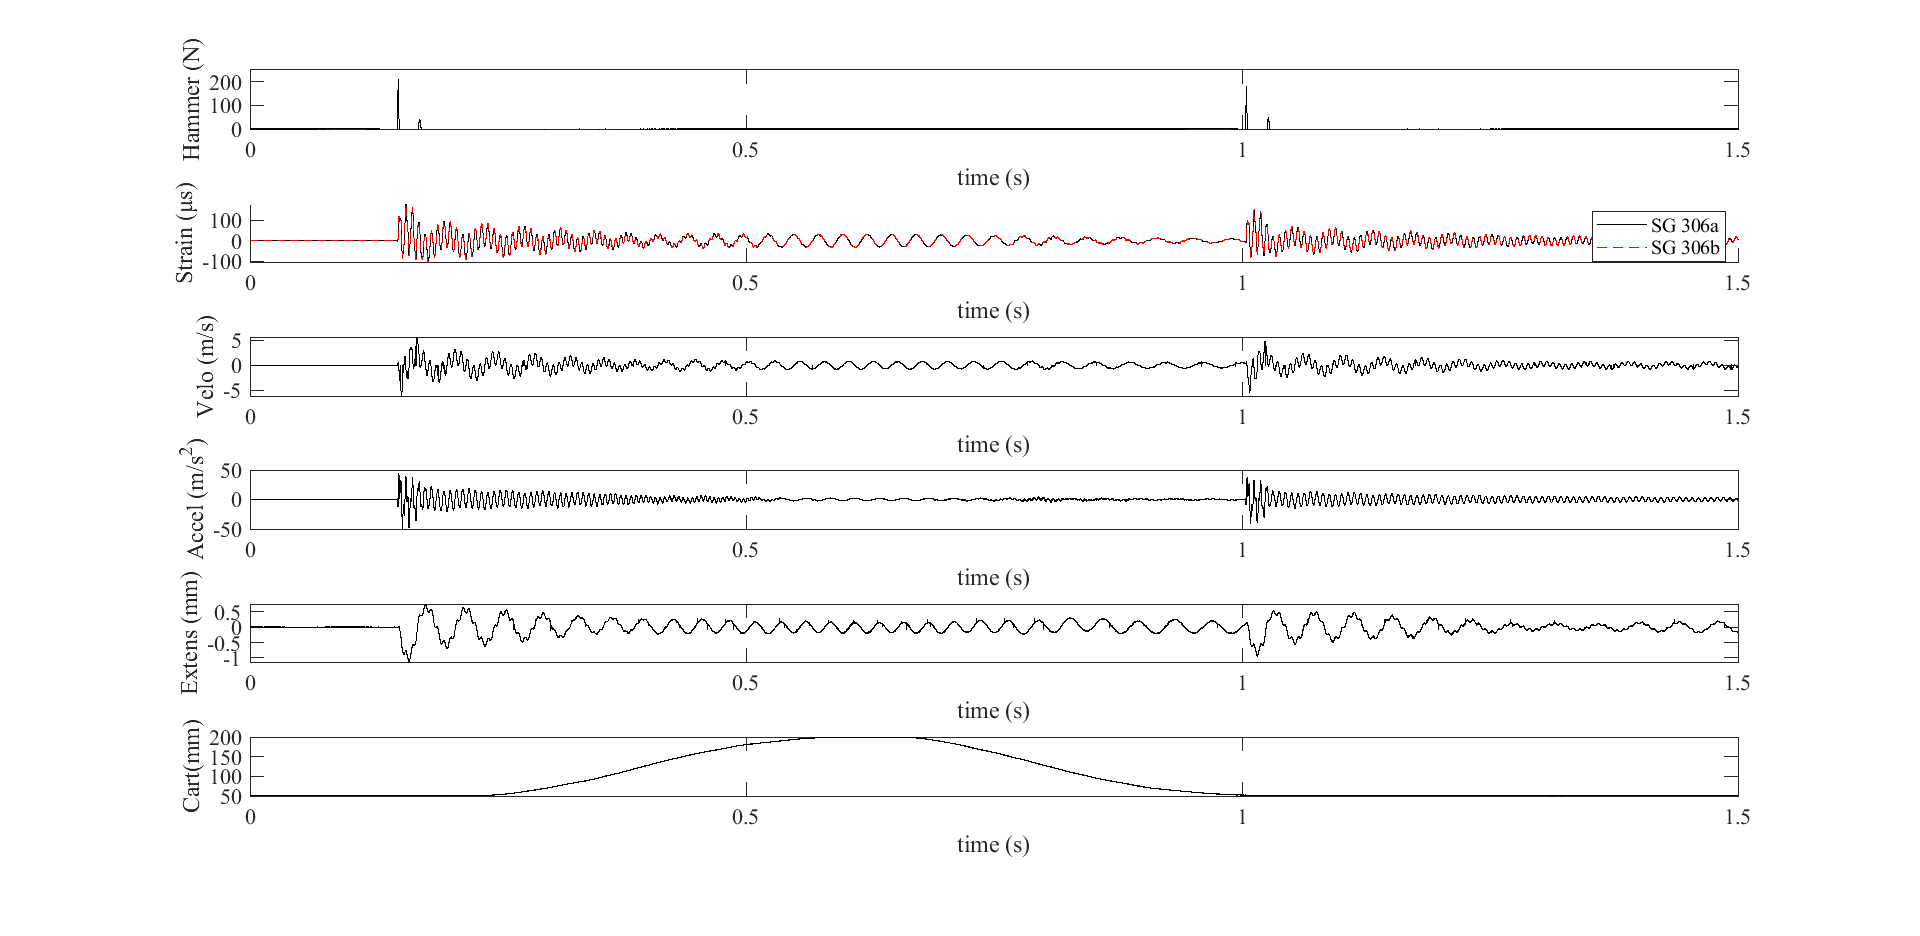 Hammer (N)
200
100
0
0 0.5 1 1.5
time (s)
Strain (μs)
100
0
-100
SG 306a
SG 306b
0 0.5 1 1.5
time (s)
Velo (m/s)
5
0
-5
0 0.5 1 1.5
time (s)
Accel (m/s²)
50
0
-50
0 0.5 1 1.5
time (s)
Extens (mm)
0.5
0
-0.5
-1
0 0.5 1 1.5
time (s)
Cart(mm)
200
150
100
50
0 0.5 1 1.5
time (s)